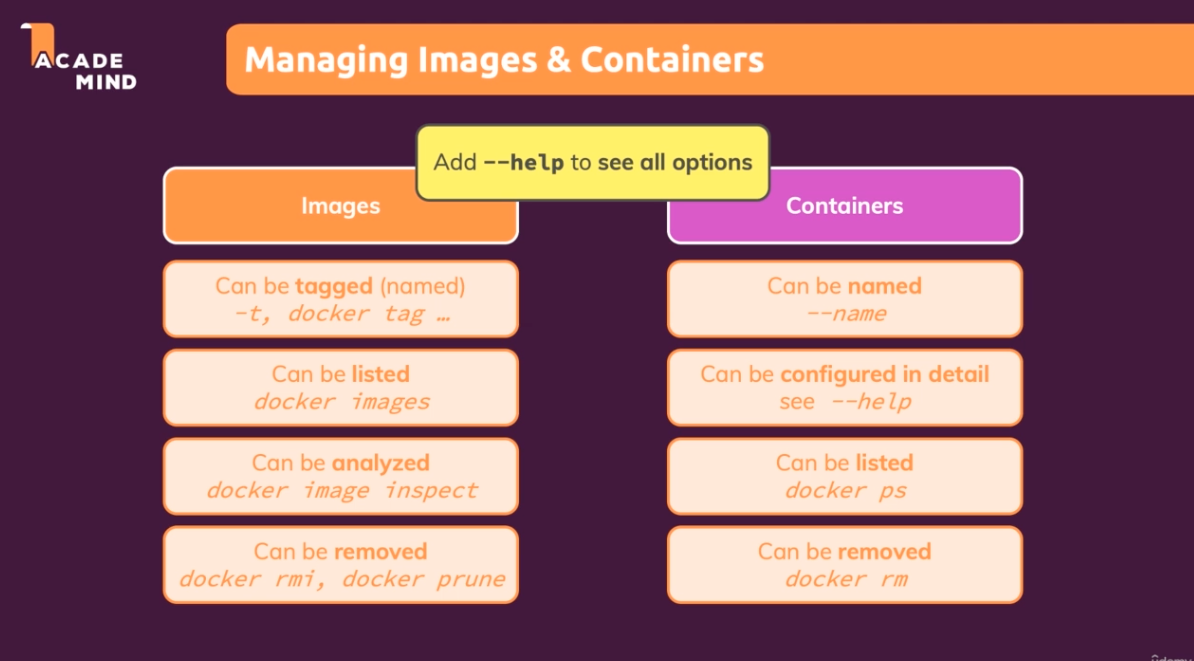 ACADE
MIND
Managing Images & Containers
Add --help to see all options
Images
Containers
Can be tagged (named)
-t, docker tag …
Can be named
--name
Can be listed
docker images
Can be configured in detail
see --help
Can be analyzed
docker image inspect
Can be listed
docker ps
Can be removed
docker rmi, docker prune
Can be removed
docker rm